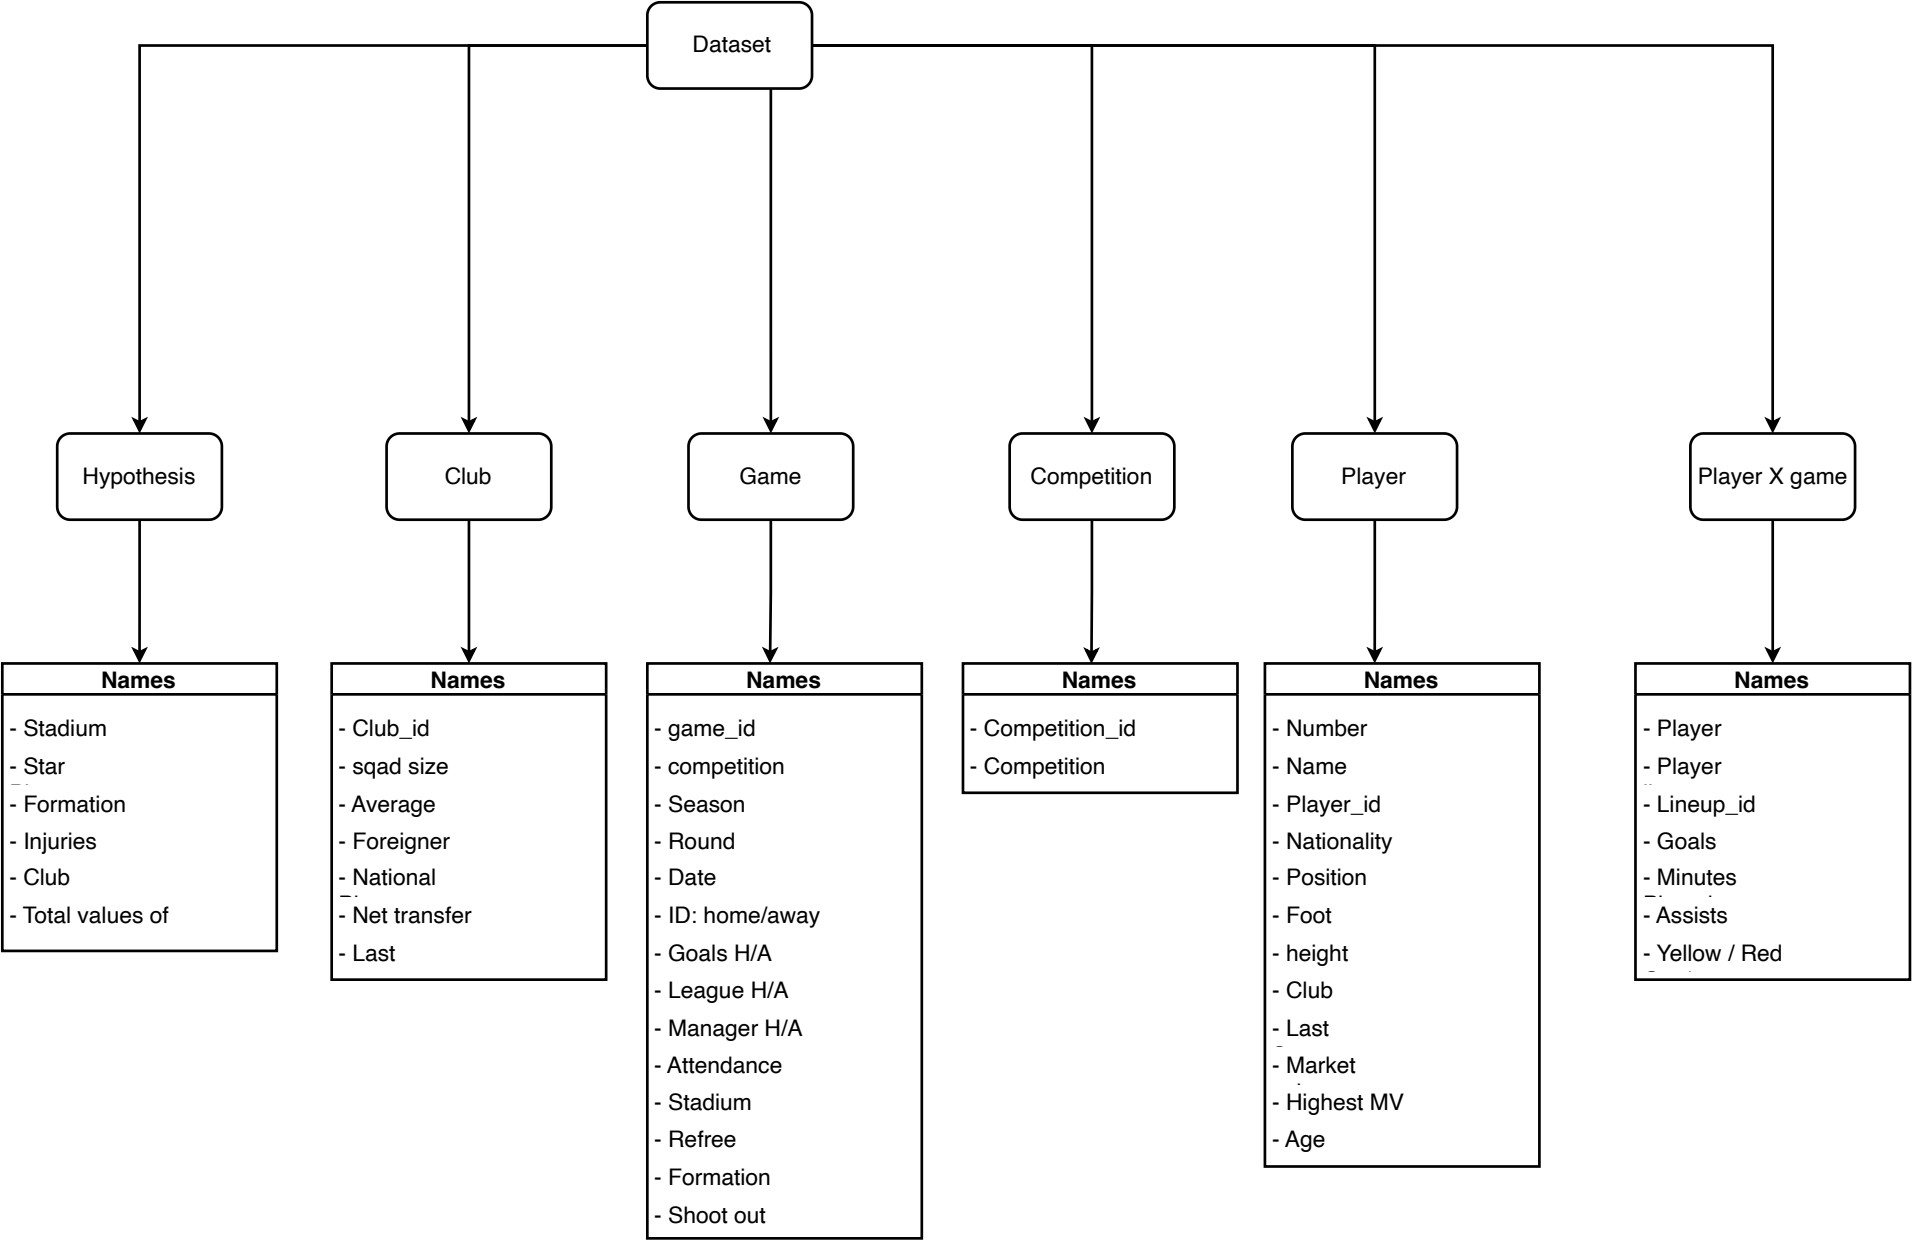 Dataset
Hypothesis
Club
Game
Competition
Player
Player X game
Names
- Stadium
- Star
- Formation
- Injuries
- Club
- Total values of
Names
- Club_id
- sqad size
- Average
- Foreigner
- National
- Net transfer
- Last
Names
- game_id
- competition
- Season
- Round
- Date
- ID: home/away
- Goals H/A
- League H/A
- Manager H/A
- Attendance
- Stadium
- Refree
- Formation
- Shoot out
Names
- Competition_id
- Competition
Names
- Number
- Name
- Player_id
- Nationality
- Position
- Foot
- height
- Club
- Last
- Market
- Highest MV
- Age
Names
- Player
- Player
- Lineup_id
- Goals
- Minutes
- Assists
- Yellow / Red